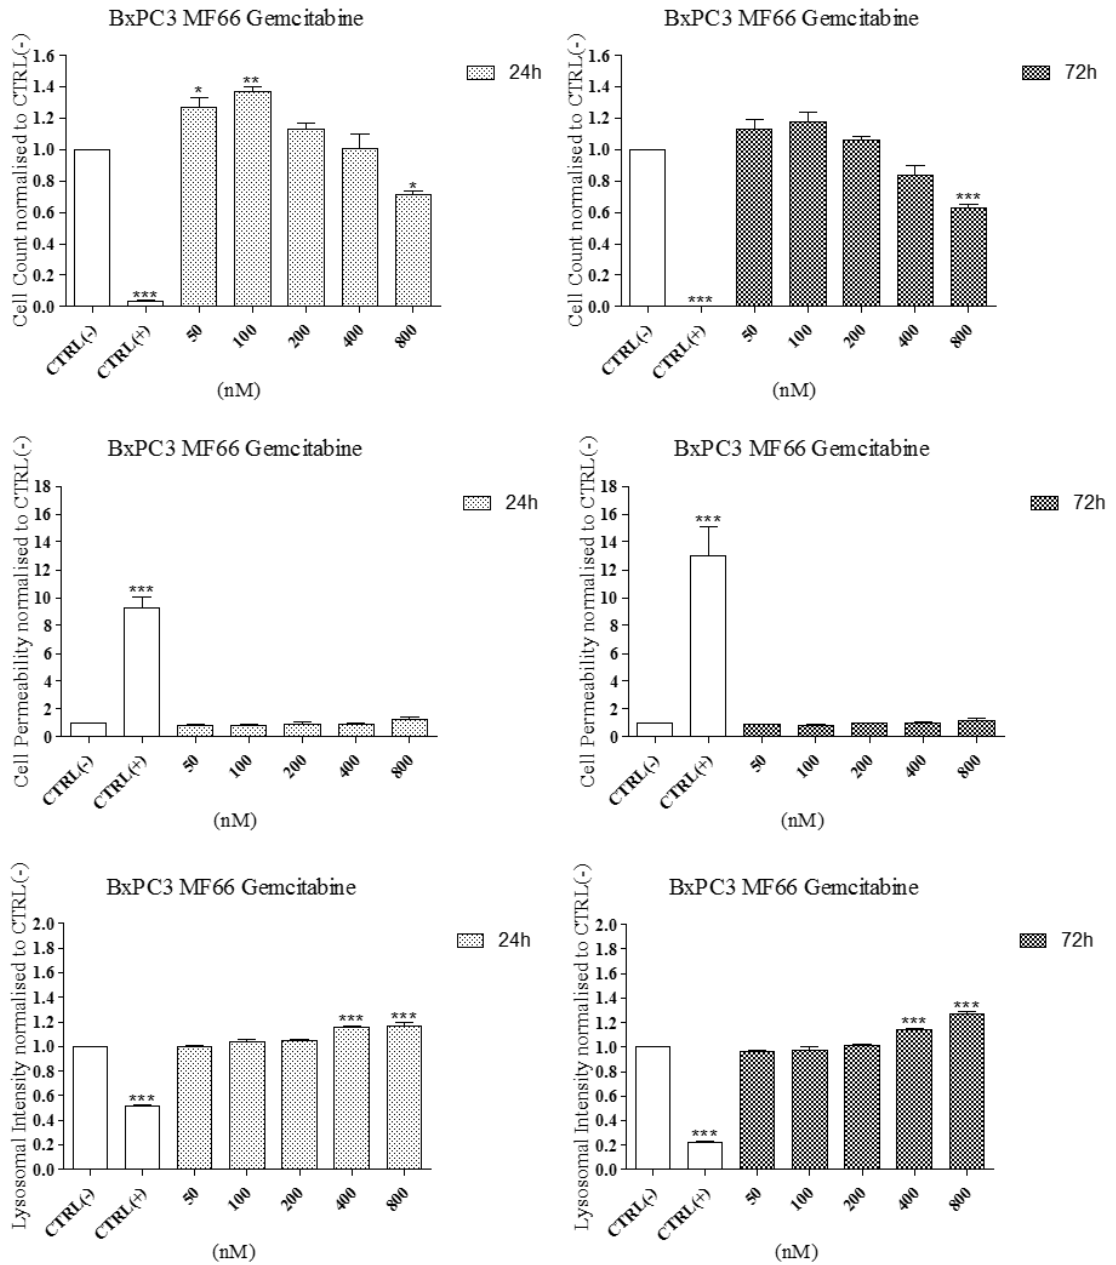 BxPC3 MF66 Gemcitabine
Cell Count normalised to CTRL(-)
1.6
1.4
1.2
1.0
0.8
0.6
0.4
0.2
0.0
***
*
**
*
CTRL(-)
CTRL(+)
50
100
200
400
800
(nM)
24h
BxPC3 MF66 Gemcitabine
Cell Count normalised to CTRL(-)
1.6
1.4
1.2
1.0
0.8
0.6
0.4
0.2
0.0
***
***
CTRL(-)
CTRL(+)
50
100
200
400
800
(nM)
72h
BxPC3 MF66 Gemcitabine
Cell Permeability normalised to CTRL(-)
18
16
14
12
10
8
6
4
2
0
***
CTRL(-)
CTRL(+)
50
100
200
400
800
(nM)
24h
BxPC3 MF66 Gemcitabine
Cell Permeability normalised to CTRL(-)
18
16
14
12
10
8
6
4
2
0
***
CTRL(-)
CTRL(+)
50
100
200
400
800
(nM)
72h
BxPC3 MF66 Gemcitabine
Lysosomal Intensity normalised to CTRL(-)
2.0
1.8
1.6
1.4
1.2
1.0
0.8
0.6
0.4
0.2
0.0
***
***
***
CTRL(-)
CTRL(+)
50
100
200
400
800
(nM)
24h
BxPC3 MF66 Gemcitabine
Lysosomal Intensity normalised to CTRL(-)
2.0
1.8
1.6
1.4
1.2
1.0
0.8
0.6
0.4
0.2
0.0
***
***
***
CTRL(-)
CTRL(+)
50
100
200
400
800
(nM)
72h